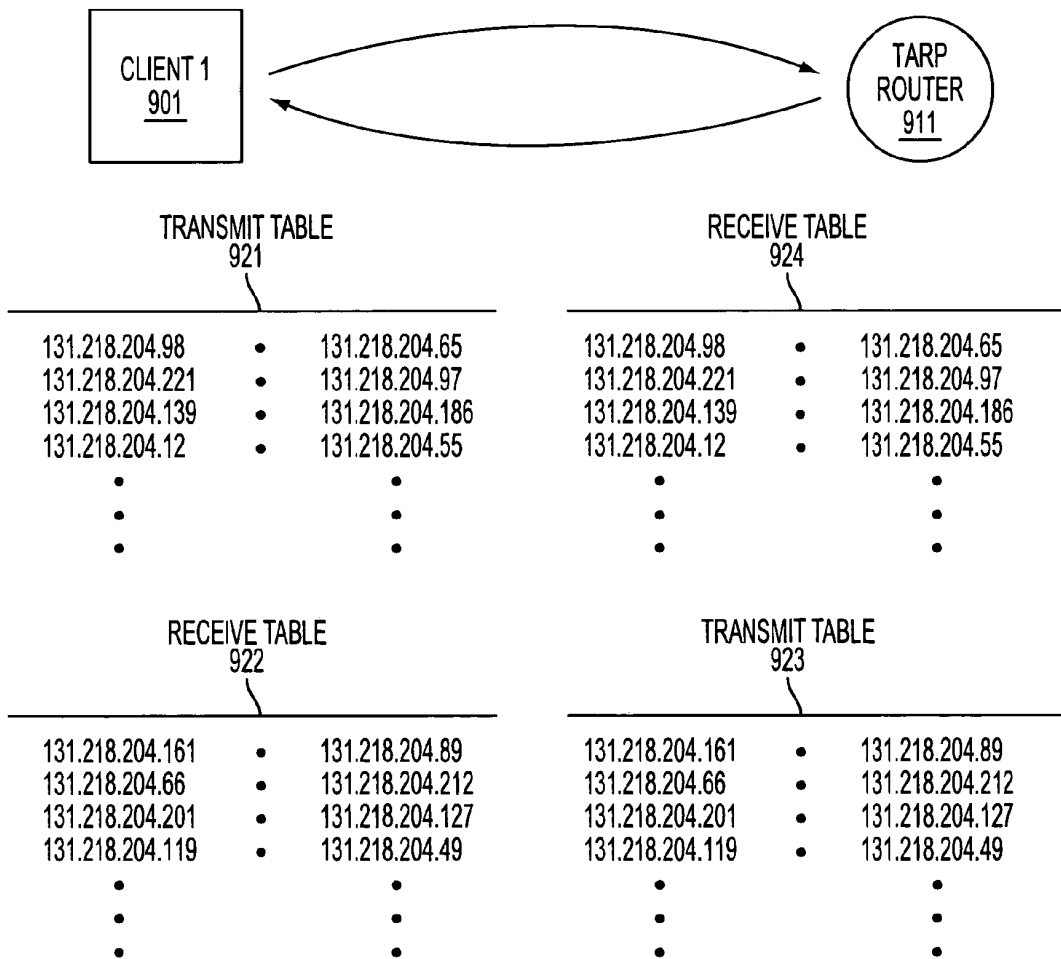 CLIENT 1
901
TARP
ROUTER
911
TRANSMIT TABLE
921
131.218.204.98 • 131.218.204.65
131.218.204.221 • 131.218.204.97
131.218.204.139 • 131.218.204.186
131.218.204.12 • 131.218.204.55
RECEIVE TABLE
924
131.218.204.98 • 131.218.204.65
131.218.204.221 • 131.218.204.97
131.218.204.139 • 131.218.204.186
131.218.204.12 • 131.218.204.55
RECEIVE TABLE
922
131.218.204.161 • 131.218.204.89
131.218.204.66 • 131.218.204.212
131.218.204.201 • 131.218.204.127
131.218.204.119 • 131.218.204.49
TRANSMIT TABLE
923
131.218.204.161 • 131.218.204.89
131.218.204.66 • 131.218.204.212
131.218.204.201 • 131.218.204.127
131.218.204.119 • 131.218.204.49